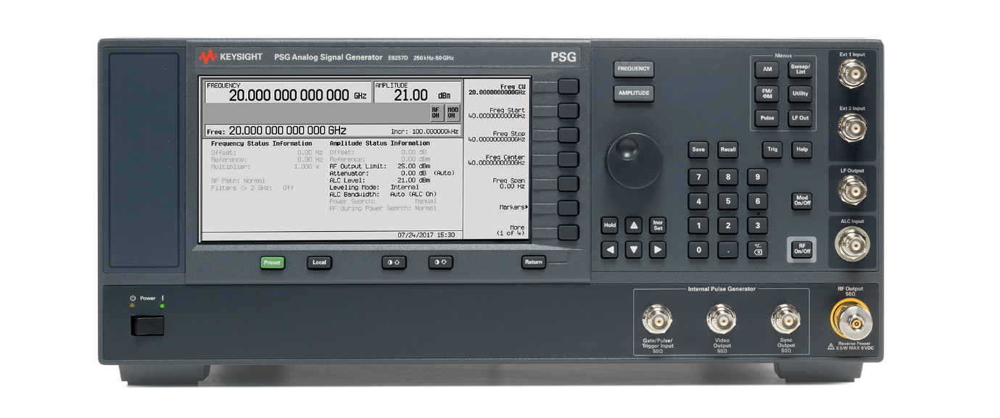 KEYSIGHT PSG Analog Signal Generator E8257D 250 kHz-50 GHz PSG
FREQUENCY
20.000 000 000 000 GHz
AMPLITUDE
21.00 dBm
RF ON
MOD ON
Freq: 20.000 000 000 000 GHz Incr: 100.000000kHz
Frequency Status Information
Offset: 0.00 Hz
Reference: 0.00 Hz
Multiplier: 1.000 x
RF Path: Normal
Filters <= 2 GHz: Off
Amplitude Status Information
Offset: 0.00 dB
Reference: 0.00 dBm
RF Output Limit: 25.00 dBm
Attenuator: 0.00 dB (Auto)
ALC Level: 21.00 dBm
Leveling Mode: Internal
ALC Bandwidth: Auto (ALC On)
Power Search: Manual
RF during Power Search: Normal
07/24/2017 15:30
Freq CW
20.0000000000GHz
Freq Start
40.0000000000GHz
Freq Stop
40.0000000000GHz
Freq Center
40.0000000000GHz
Freq Span
0.00 Hz
Markers
More
(1 of 4)
Preset
Local
Return
FREQUENCY
AMPLITUDE
Menus
AM
Sweep/
List
FM/
ΦM
Utility
Pulse
LF Out
Save
Recall
Trig
Help
7 8 9
4 5 6
Mod
On/Off
Hold
Incr
Set
1 2 3
0 . +/-
RF
On/Off
Ext 1 Input
Ext 2 Input
LF Output
ALC Input
RF Output
50Ω
Reverse Power
0.5 W MAX 0 VDC
Power I
Internal Pulse Generator
Gate/Pulse/
Trigger Input
50Ω
Video
Output
50Ω
Sync
Output
50Ω